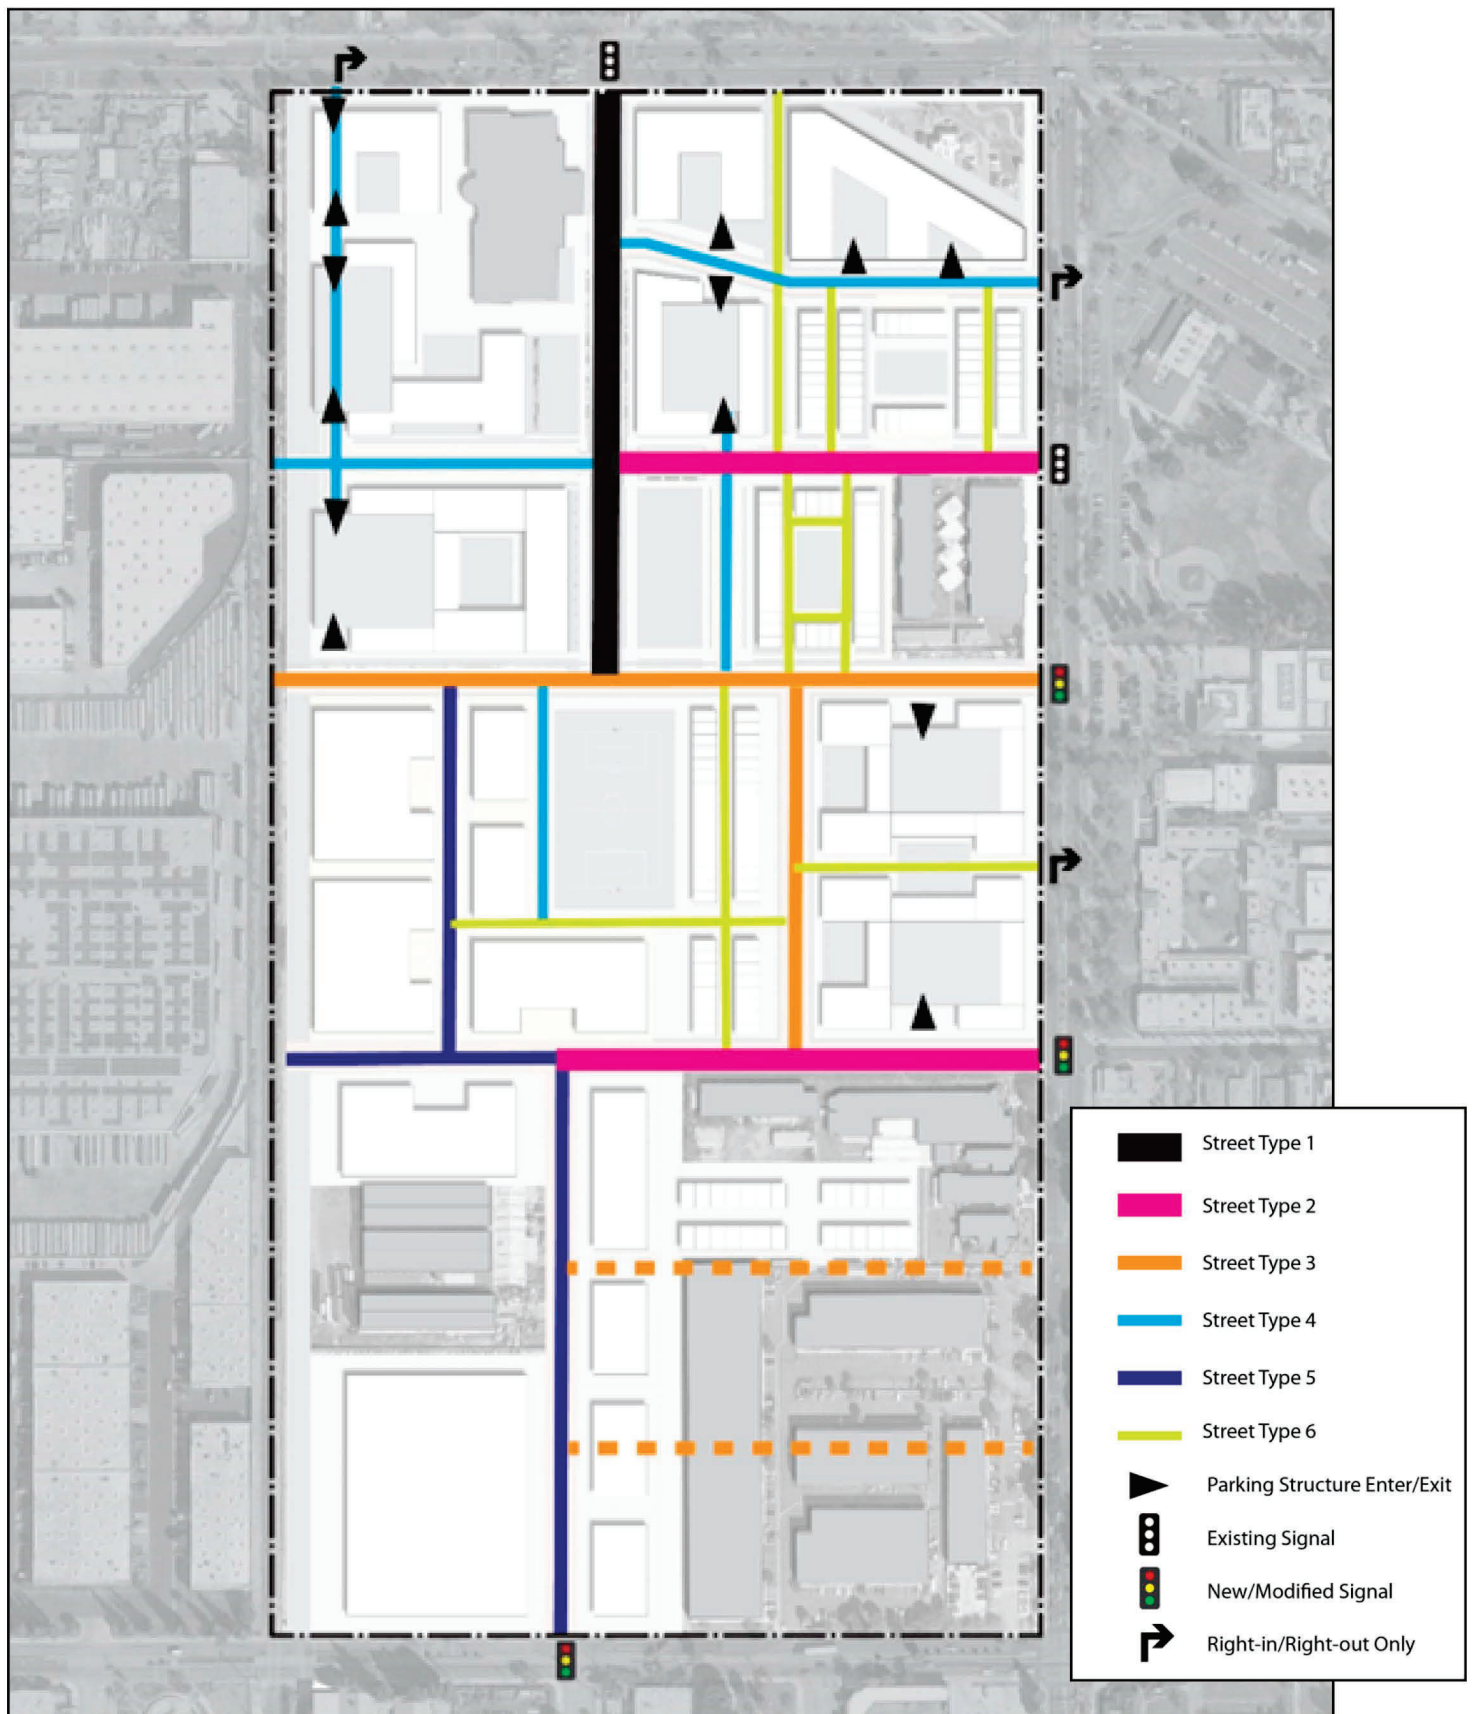 Street Type 1
Street Type 2
Street Type 3
Street Type 4
Street Type 5
Street Type 6
Parking Structure Enter/Exit
Existing Signal
New/Modified Signal
Right-in/Right-out Only